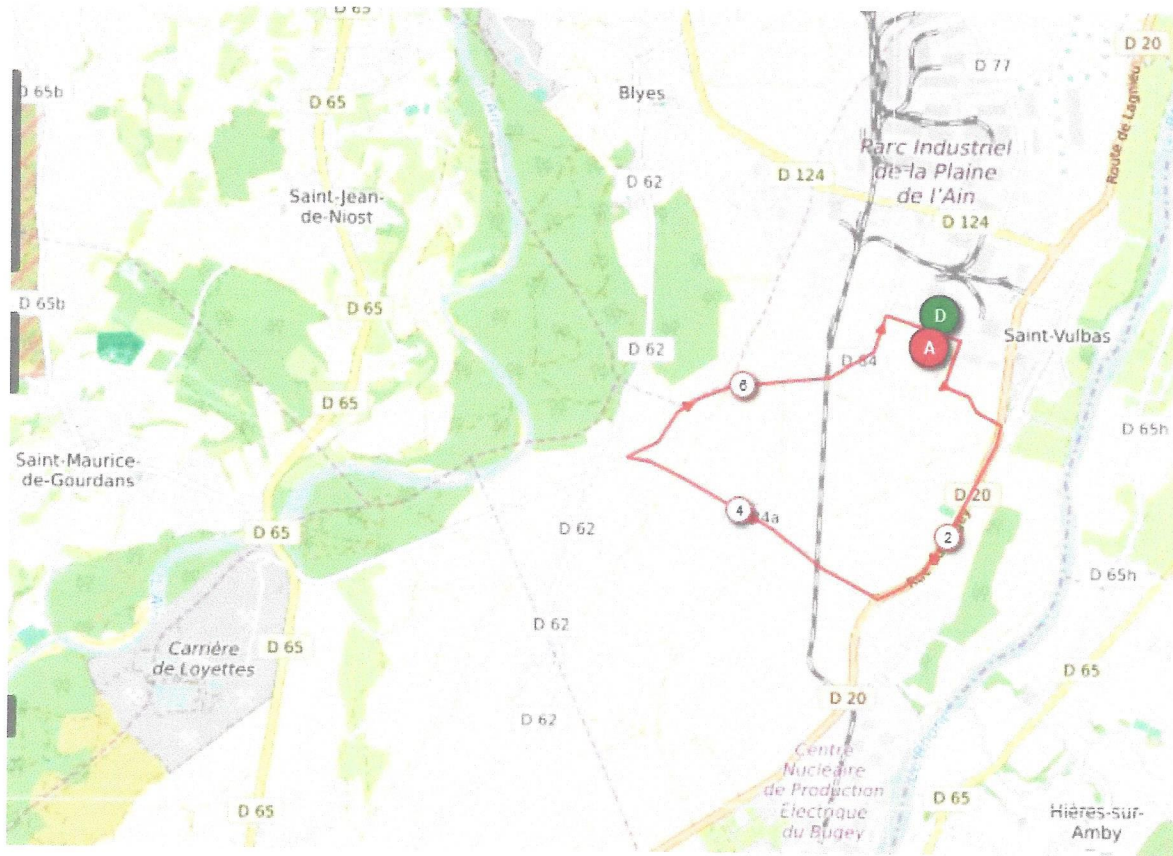 D 65
D 20
D 77
D 65b
D 65
Blyes
Route de Lagnieu
Parc Industriel
de la Plaine
de l'Ain
D 62
D 124
Saint-Jean-
de-Niost
D 124
D 65b
D 65
D
Saint-Vulbas
A
D 62
D 84
6
D 65
D 65h
Saint-Maurice-
de-Gourdans
D 20
4
84a
D 62
D 65
2
D 65h
D 62
Carrière
de Loyettes
D 65
D 65
D 20
D 62
Centre
Nucléaire
de Production
Électrique
du Bugey
D 65
D 65
Hières-sur-
Amby